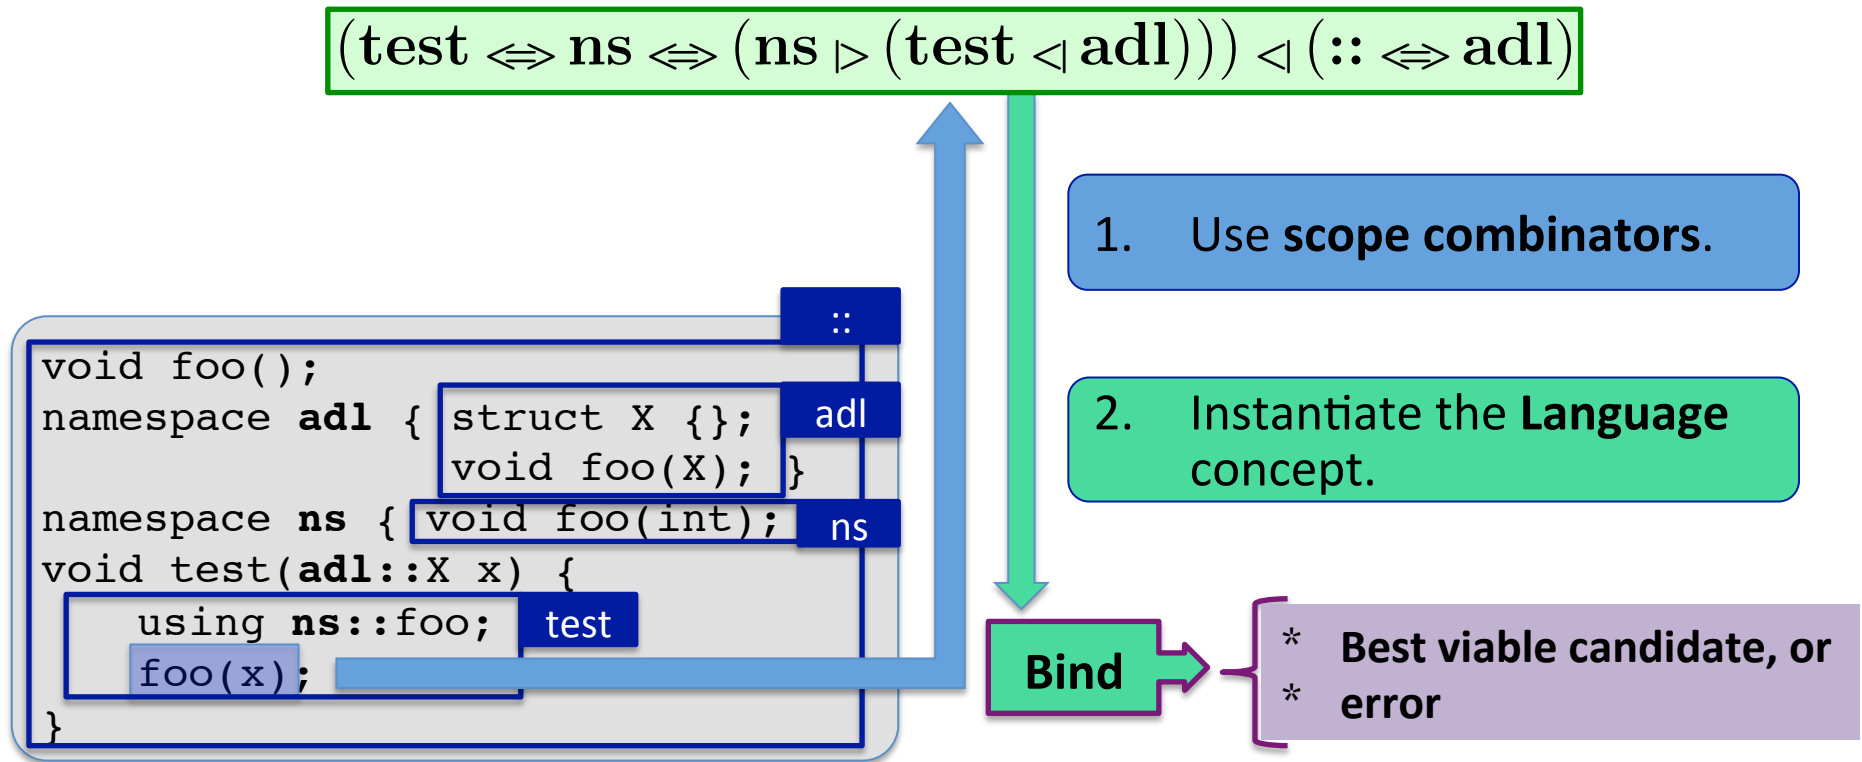 (test ⇔ ns ⇔ (ns |> (test <| adl))) <| (:: ⇔ adl)
1. Use scope combinators.
2. Instantiate the Language
concept.
::
void foo();
namespace adl { struct X {};
adl
void foo(X); }
namespace ns { void foo(int);
ns
void test(adl::X x) {
using ns::foo;
test
foo(x);
}
Bind
* Best viable candidate, or
* error